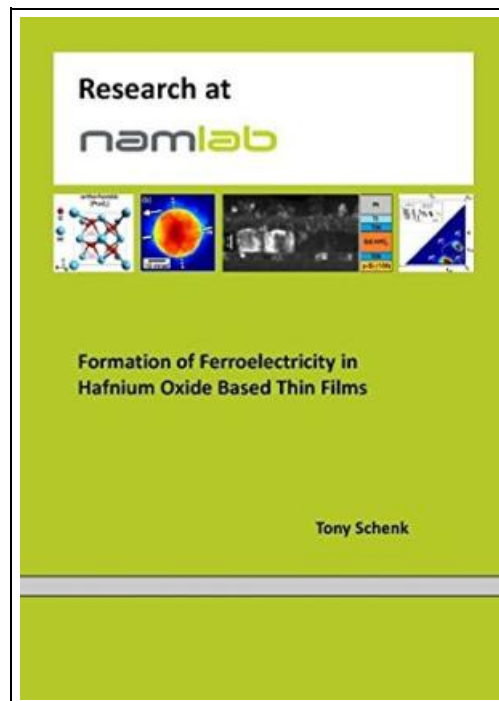 Research at
namlab
Formation of Ferroelectricity in
Hafnium Oxide Based Thin Films
Tony Schenk